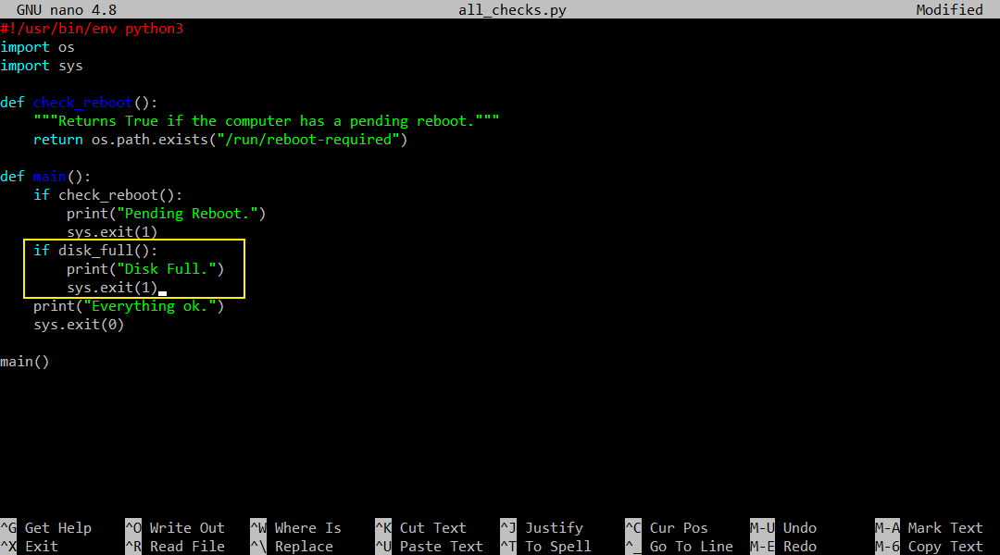 GNU nano 4.8 all_checks.py Modified
#!/usr/bin/env python3
import os
import sys

def check_reboot():
    """Returns True if the computer has a pending reboot."""
    return os.path.exists("/run/reboot-required")

def main():
    if check_reboot():
        print("Pending Reboot.")
        sys.exit(1)
    if disk_full():
        print("Disk Full.")
        sys.exit(1)
    print("Everything ok.")
    sys.exit(0)

main()

^G Get Help ^O Write Out ^W Where Is ^K Cut Text ^J Justify ^C Cur Pos M-U Undo M-A Mark Text
^X Exit ^R Read File ^\ Replace ^U Paste Text ^T To Spell ^_ Go To Line M-E Redo M-6 Copy Text